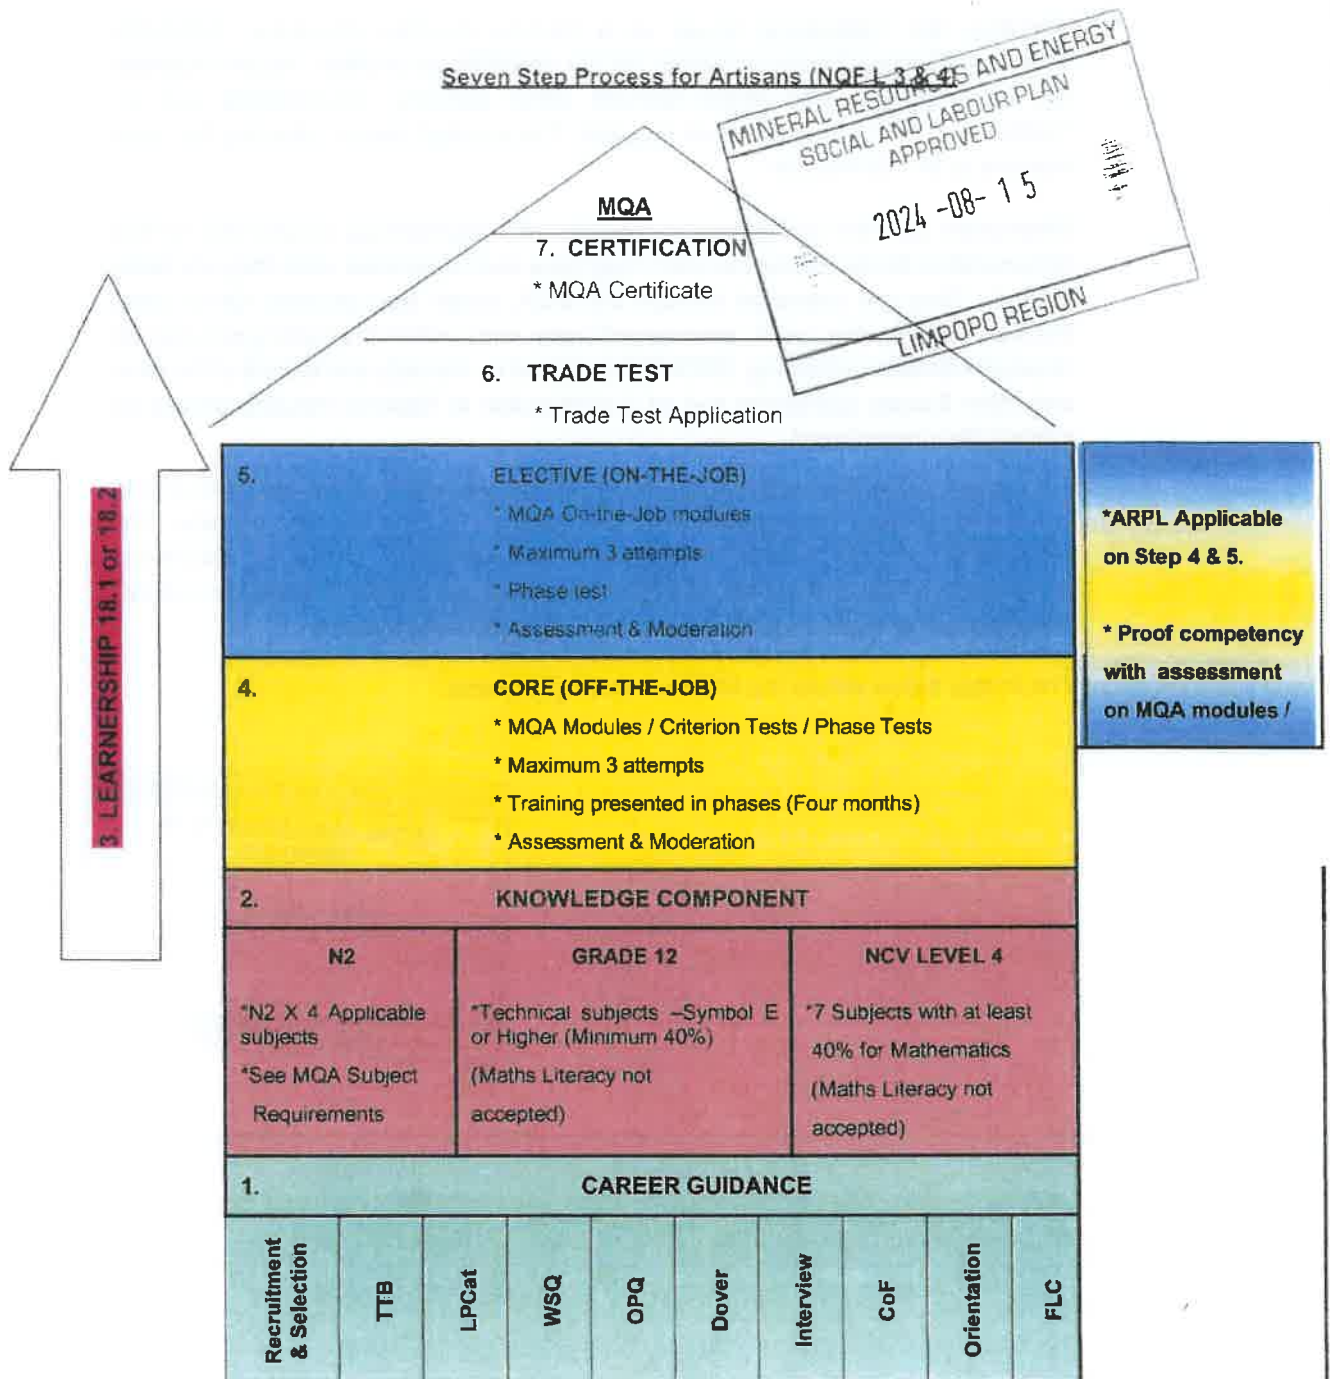 Seven Step Process for Artisans (NQF L 3 & 4)
MINERAL RESOURCES AND ENERGY
SOCIAL AND LABOUR PLAN
APPROVED
2024 -08- 1 5
LIMPOPO REGION
MQA
7. CERTIFICATION
* MQA Certificate
6. TRADE TEST
* Trade Test Application
3. LEARNERSHIP 18.1 or 18.2
5. ELECTIVE (ON-THE-JOB)
* MQA On-the-Job modules
* Maximum 3 attempts
* Phase test
* Assessment & Moderation
*ARPL Applicable
on Step 4 & 5.
* Proof competency
with assessment
on MQA modules /
4. CORE (OFF-THE-JOB)
* MQA Modules / Criterion Tests / Phase Tests
* Maximum 3 attempts
* Training presented in phases (Four months)
* Assessment & Moderation
2. KNOWLEDGE COMPONENT
N2
*N2 X 4 Applicable
subjects
*See MQA Subject
Requirements
GRADE 12
*Technical subjects –Symbol E
or Higher (Minimum 40%)
(Maths Literacy not
accepted)
NCV LEVEL 4
*7 Subjects with at least
40% for Mathematics
(Maths Literacy not
accepted)
1. CAREER GUIDANCE
Recruitment
& Selection
TTB
LPCat
WSQ
OPQ
Dover
Interview
CoF
Orientation
FLC